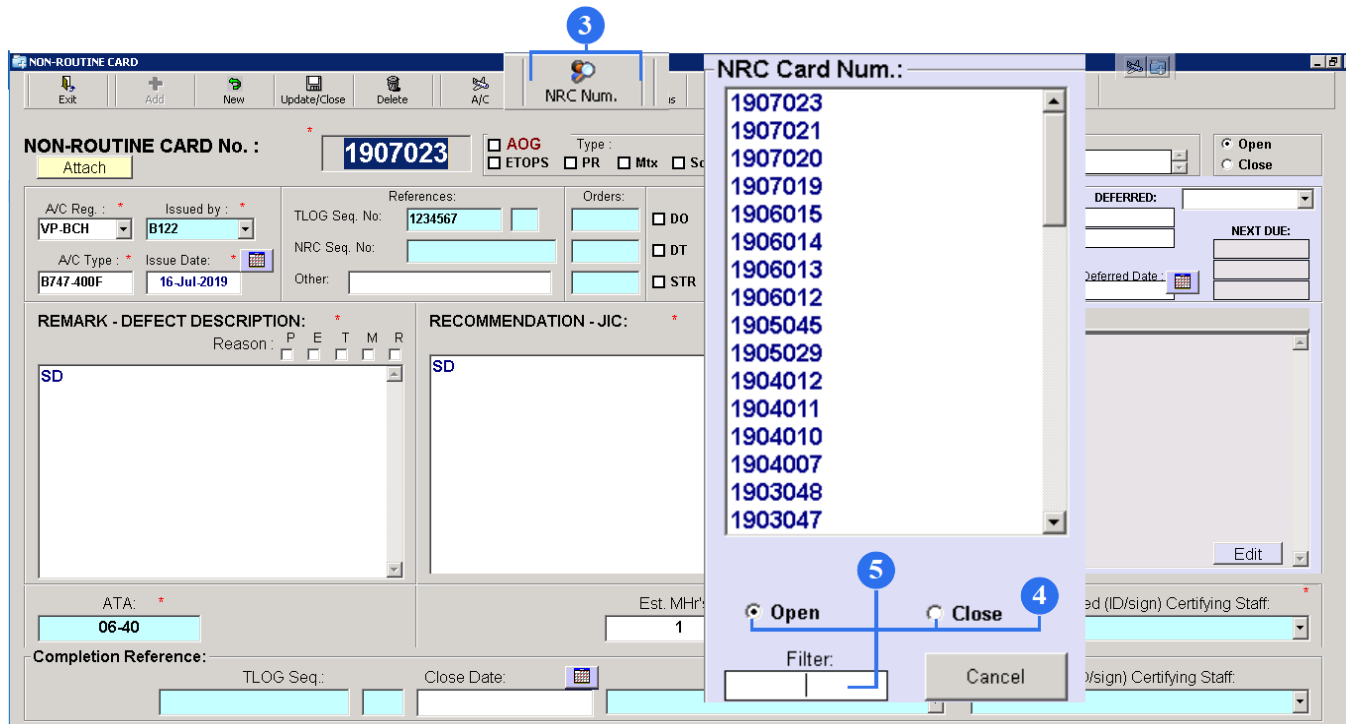 3
NON-ROUTINE CARD
Exit Add New Update/Close Delete A/C NRC Num. us
NON-ROUTINE CARD No. : * 1907023
Attach
AOG Type :
ETOPS PR Mtx
Open
Close
A/C Reg. : * Issued by : *
VP-BCH B122
A/C Type : * Issue Date: *
B747-400F 16-Jul-2019
References:
TLOG Seq. No: 1234567
NRC Seq. No:
Other:
Orders:
DO
DT
STR
DEFERRED:
NEXT DUE:
Deferred Date :
REMARK - DEFECT DESCRIPTION: *
Reason : P E T M R
SD
RECOMMENDATION - JIC: *
SD
Edit
NRC Card Num.:
1907023
1907021
1907020
1907019
1906015
1906014
1906013
1906012
1905045
1905029
1904012
1904011
1904010
1904007
1903048
1903047
5
4
Open Close
Filter:
Cancel
ATA: *
06-40
Est. MHr's
1
ed (ID/sign) Certifying Staff: *
Completion Reference:
TLOG Seq.: Close Date:
/sign) Certifying Staff: